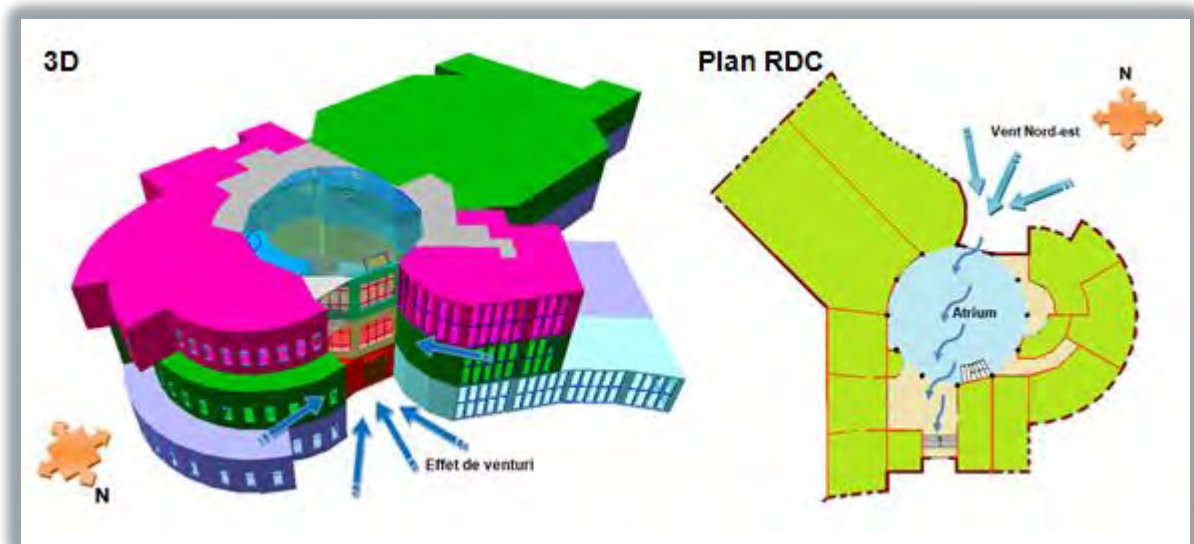 3D
Effet de venturi
N
Plan RDC
N
Vent Nord-est
Atrium